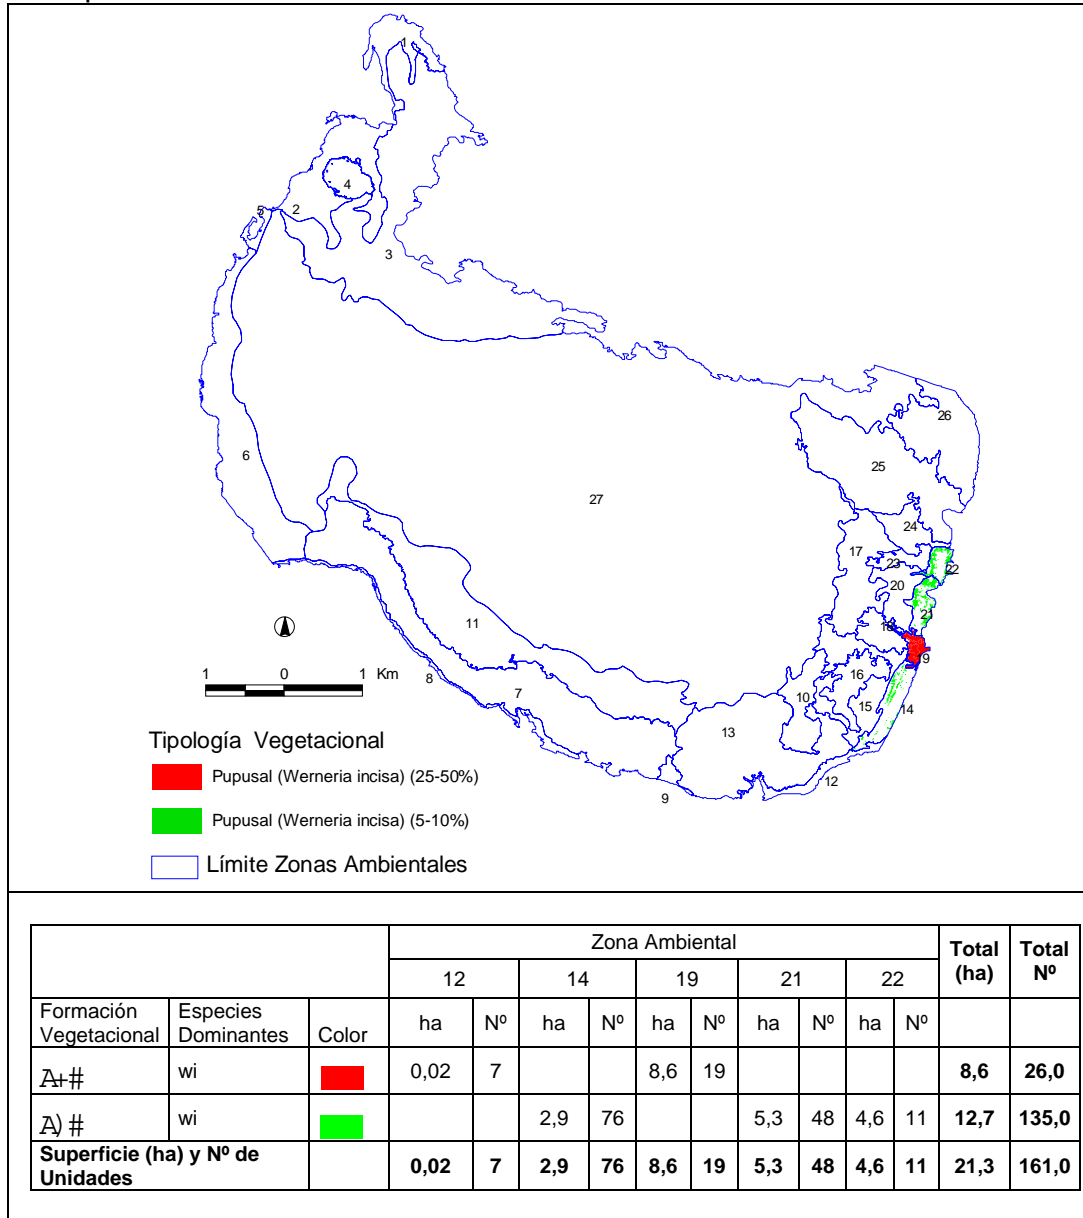 1
4
5
2
3
26
6
25
27
24
17
23
22
20
21
18
11
19
1 0 1 Km
8
16
7
10
15
14
13
12
9
Tipología Vegetacional
Pupusal (Werneria incisa) (25-50%)
Pupusal (Werneria incisa) (5-10%)
Límite Zonas Ambientales
Zona Ambiental Total (ha) Total Nº
12 14 19 21 22
Formación Vegetacional Especies Dominantes Color ha Nº ha Nº ha Nº ha Nº ha Nº
wi 0,02 7 8,6 19 8,6 26,0
wi 2,9 76 5,3 48 4,6 11 12,7 135,0
Superficie (ha) y Nº de Unidades 0,02 7 2,9 76 8,6 19 5,3 48 4,6 11 21,3 161,0